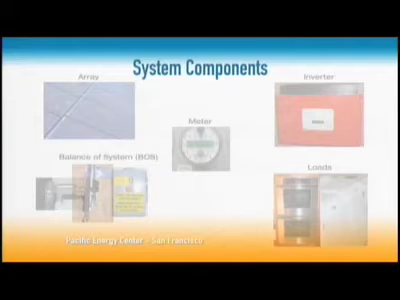 System Components
Array
Inverter
Meter
Balance of System (BOS)
Loads
Pacific Energy Center - San Francisco